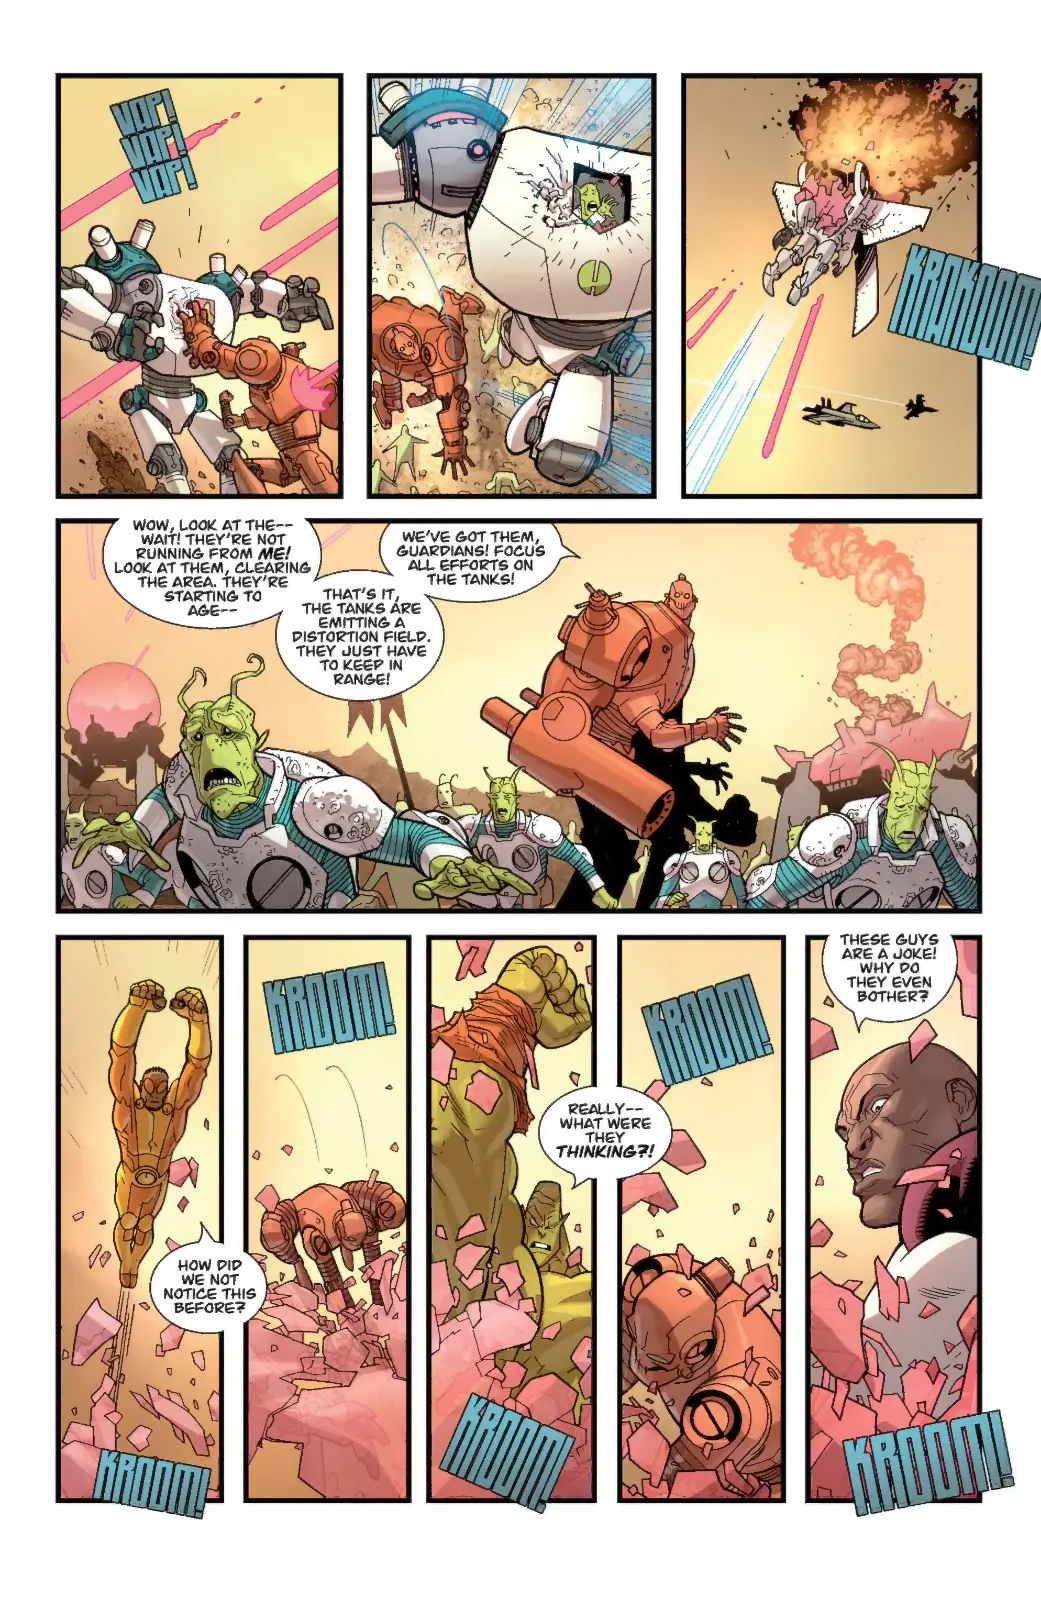 VOP!
VOP!
VOP!
KRAKOOM!
WOW, LOOK AT THE--
WAIT! THEY'RE NOT
RUNNING FROM ME!
LOOK AT THEM, CLEARING
THE AREA. THEY'RE
STARTING TO
AGE--
THAT'S IT,
THE TANKS ARE
EMITTING A
DISTORTION FIELD.
THEY JUST HAVE
TO KEEP IN
RANGE!
WE'VE GOT THEM,
GUARDIANS! FOCUS
ALL EFFORTS ON
THE TANKS!
KROOM!
HOW DID
WE NOT
NOTICE THIS
BEFORE?
KROOM!
KROOM!
REALLY--
WHAT WERE
THEY
THINKING?!
KROOM!
THESE GUYS
ARE A JOKE!
WHY DO
THEY EVEN
BOTHER?
KROOM!